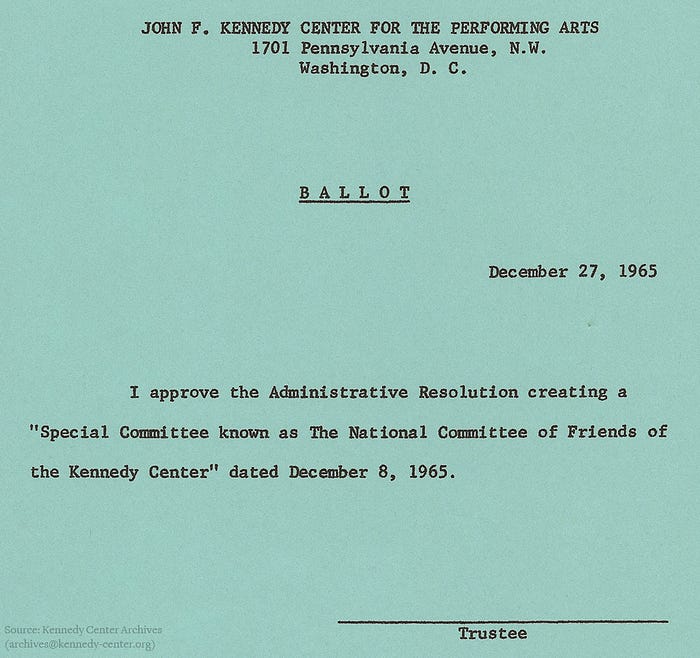 JOHN F. KENNEDY CENTER FOR THE PERFORMING ARTS
1701 Pennsylvania Avenue, N.W.
Washington, D. C.
B A L L O T
December 27, 1965
I approve the Administrative Resolution creating a
"Special Committee known as The National Committee of Friends of
the Kennedy Center" dated December 8, 1965.
Trustee
Source: Kennedy Center Archives
(archives@kennedy-center.org)